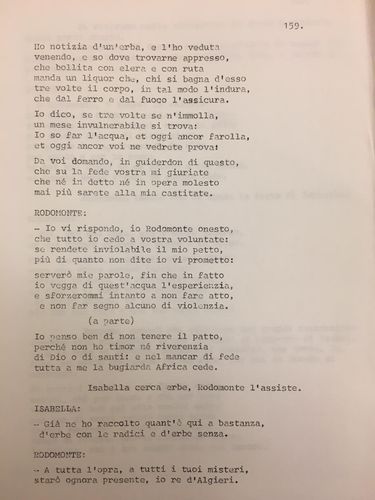 159.
Ho notizia d'un'erba, e l'ho veduta
venendo, e so dove trovarne appresso,
che bollita con elera e con ruta
manda un liquor che, chi si bagna d'esso
tre volte il corpo, in tal modo l'indura,
che dal ferro e dal fuoco l'assicura.
Io dico, se tre volte se n'immolla,
un mese invulnerabile si trova:
Io so far l'acqua, et oggi ancor farolla,
et oggi ancor voi ne vedrete prova:
Da voi domando, in guiderdon di questo,
che su la fede vostra mi giuriate
che né in detto né in opera molesto
mai più sarete alla mia castitate.
RODOMONTE:
- Io vi rispondo, io Rodomonte onesto,
che tutto io cedo a vostra voluntate:
se rendete inviolabile il mio petto,
più di quanto non dite io vi prometto:
serverò mie parole, fin che in fatto
io vegga di quest'acqua l'esperienzia,
e sforzerommi intanto a non fare atto,
e non far segno alcuno di violenzia.
(a parte)
Io penso ben di non tenere il patto,
perché non ho timor né riverenzia
di Dio o di santi: e nel mancar di fede
tutta a me la bugiarda Africa cede.
Isabella cerca erbe, Rodomonte l'assiste.
ISABELLA:
- Già ne ho raccolto quant'ò qui a bastanza,
d'erbe con le radici e d'erbe senza.
RODOMONTE:
- A tutta l'opra, a tutti i tuoi misteri,
starò ognora presente, io re d'Algieri.